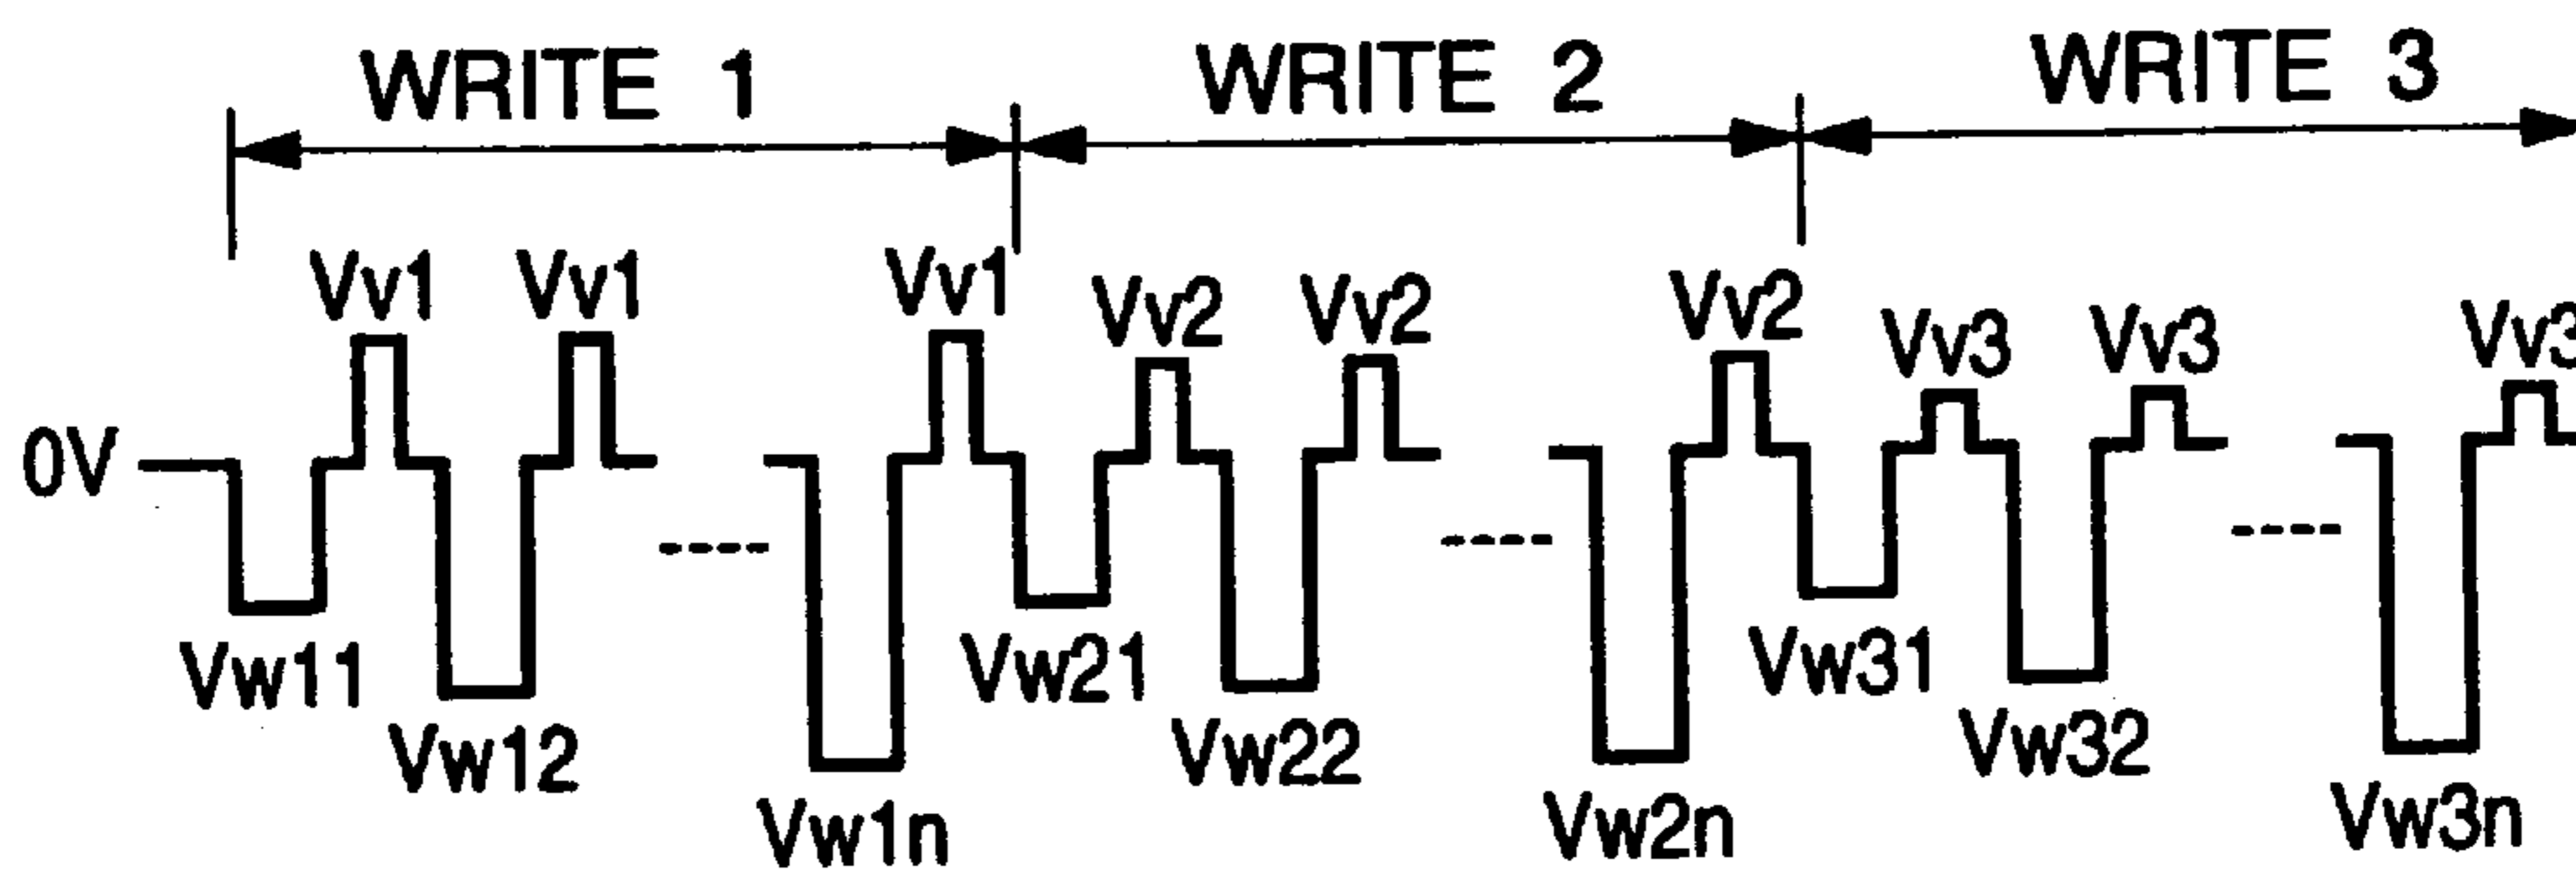 WRITE 1 WRITE 2 WRITE 3
Vv1 Vv1 Vv1 Vv2 Vv2 Vv2 Vv3 Vv3 Vv3
0V
Vw11 Vw12 Vw1n Vw21 Vw22 Vw2n Vw31 Vw32 Vw3n